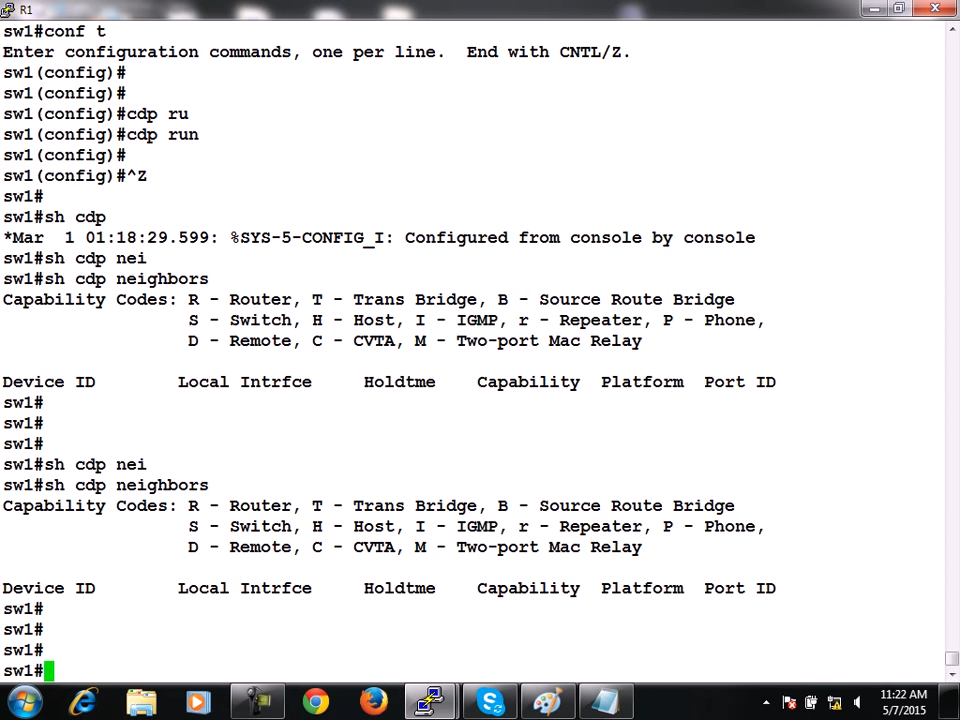 R1
sw1#conf t
Enter configuration commands, one per line.  End with CNTL/Z.
sw1(config)#
sw1(config)#
sw1(config)#cdp ru
sw1(config)#cdp run
sw1(config)#
sw1(config)#^Z
sw1#
sw1#sh cdp
*Mar  1 01:18:29.599: %SYS-5-CONFIG_I: Configured from console by console
sw1#sh cdp nei
sw1#sh cdp neighbors
Capability Codes: R - Router, T - Trans Bridge, B - Source Route Bridge
                  S - Switch, H - Host, I - IGMP, r - Repeater, P - Phone,
                  D - Remote, C - CVTA, M - Two-port Mac Relay
Device ID        Local Intrfce     Holdtme    Capability  Platform  Port ID
sw1#
sw1#
sw1#
sw1#sh cdp nei
sw1#sh cdp neighbors
Capability Codes: R - Router, T - Trans Bridge, B - Source Route Bridge
                  S - Switch, H - Host, I - IGMP, r - Repeater, P - Phone,
                  D - Remote, C - CVTA, M - Two-port Mac Relay
Device ID        Local Intrfce     Holdtme    Capability  Platform  Port ID
sw1#
sw1#
sw1#
sw1#
11:22 AM
5/7/2015